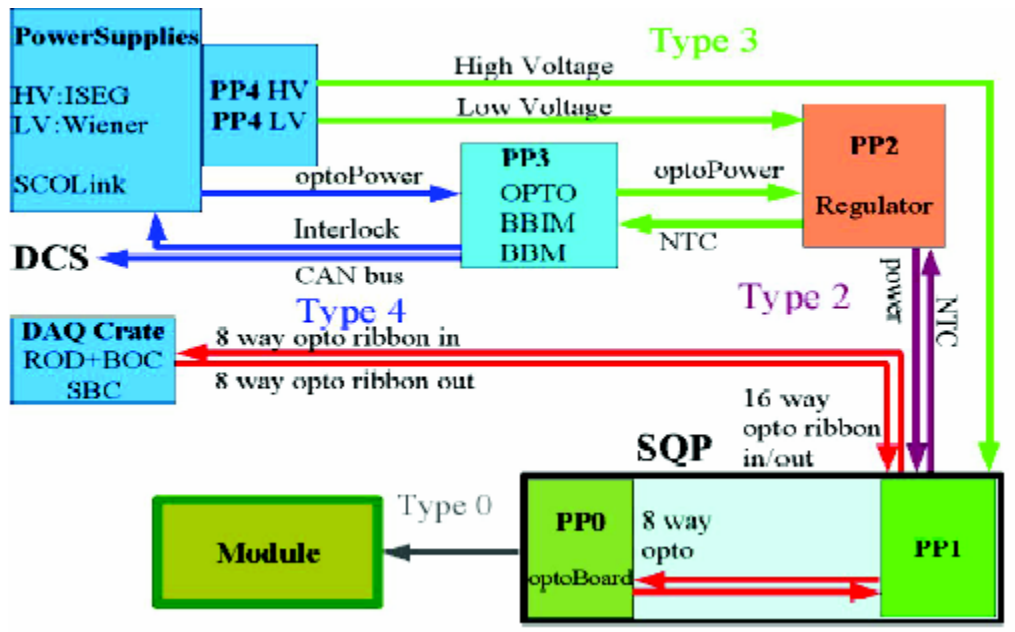 PowerSupplies
HV:ISEG
LV:Wiener
SCOLink
PP4 HV
PP4 LV
Type 3
High Voltage
Low Voltage
PP2
Regulator
optoPower
PP3
OPTO
BBIM
BBM
optoPower
NTC
Interlock
CAN bus
DCS
Type 4
Type 2
power
NTC
DAQ Crate
ROD+BOC
SBC
8 way opto ribbon in
8 way opto ribbon out
16 way
opto ribbon
in/out
SQP
Type 0
Module
PP0
optoBoard
8 way
opto
PP1